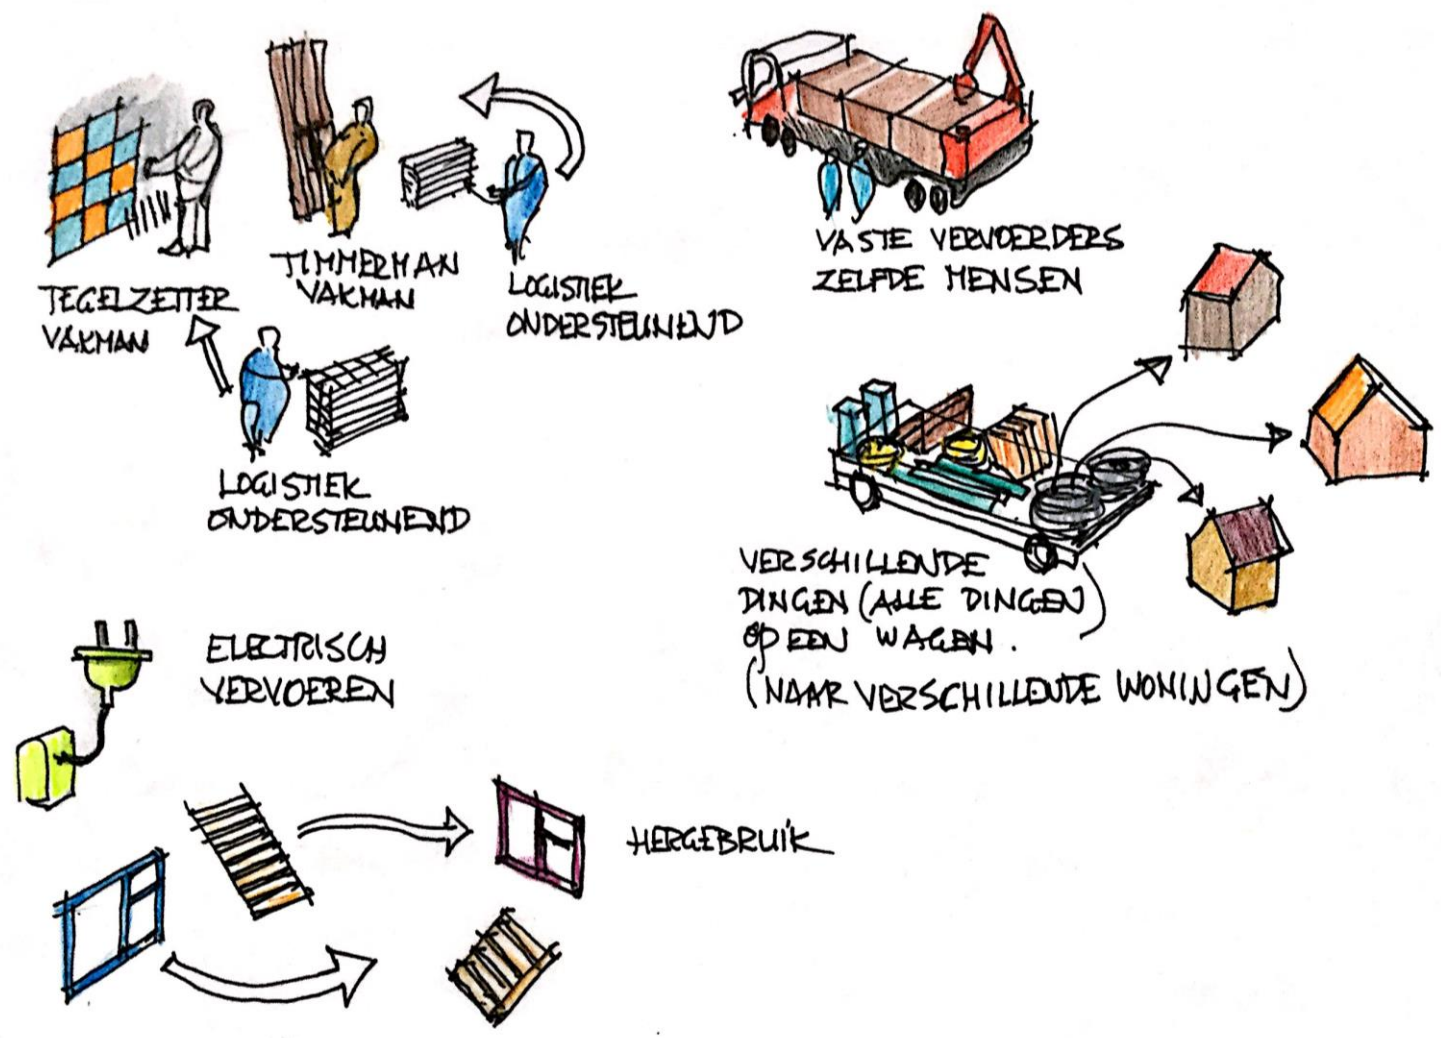 TEGELZETTER
VAKMAN
TIMMERMAN
VAKMAN
LOGISTIEK
ONDERSTEUNEND
LOGISTIEK
ONDERSTEUNEND
VASTE VERVOERDERS
ZELFDE MENSEN
VERSCHILLENDE
DINGEN (ALLE DINGEN)
OP EEN WAGEN.
(NAAR VERSCHILLENDE WONINGEN)
ELECTRISCH
VERVOEREN
HERGEBRUIK